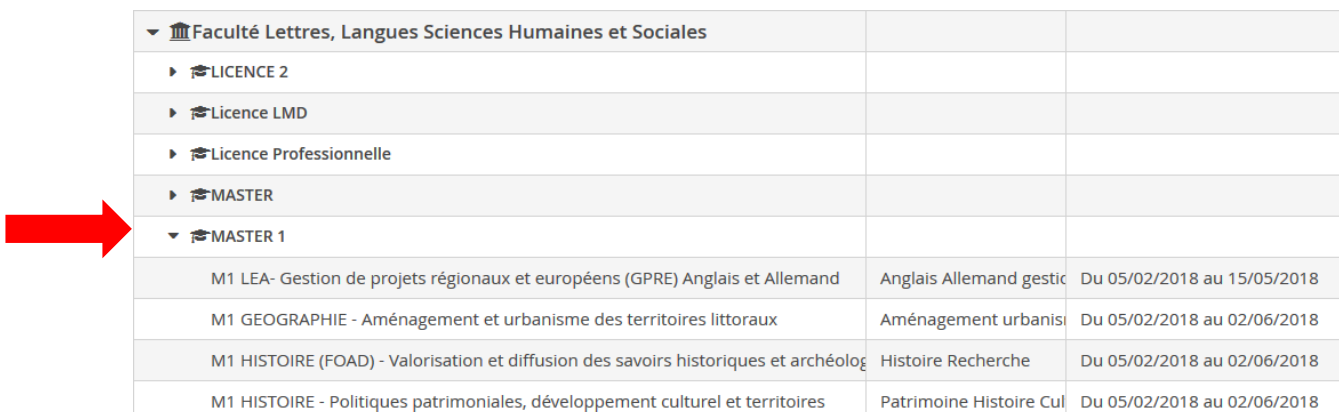 Faculté Lettres, Langues Sciences Humaines et Sociales
LICENCE 2
Licence LMD
Licence Professionnelle
MASTER
MASTER 1
M1 LEA- Gestion de projets régionaux et européens (GPRE) Anglais et Allemand Anglais Allemand gestic Du 05/02/2018 au 15/05/2018
M1 GEOGRAPHIE - Aménagement et urbanisme des territoires littoraux Aménagement urbanis Du 05/02/2018 au 02/06/2018
M1 HISTOIRE (FOAD) - Valorisation et diffusion des savoirs historiques et archéolog Histoire Recherche Du 05/02/2018 au 02/06/2018
M1 HISTOIRE - Politiques patrimoniales, développement culturel et territoires Patrimoine Histoire Cul Du 05/02/2018 au 02/06/2018